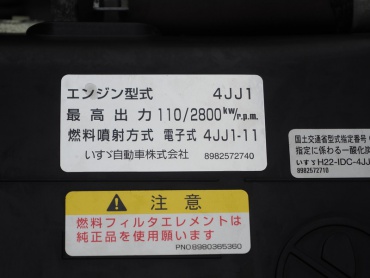 エンジン型式 4JJ1
最高出力 110/2800kw/r.p.m.
燃料噴射方式 電子式 4JJ1-11
いすゞ自動車株式会社 8982572740
国土交通省型式指定番号
指定に係わる一酸化炭
いすゞH22-IDC-4JJ
8982572710
注意
燃料フィルタエレメントは
純正品を使用願います
PNO8980385360